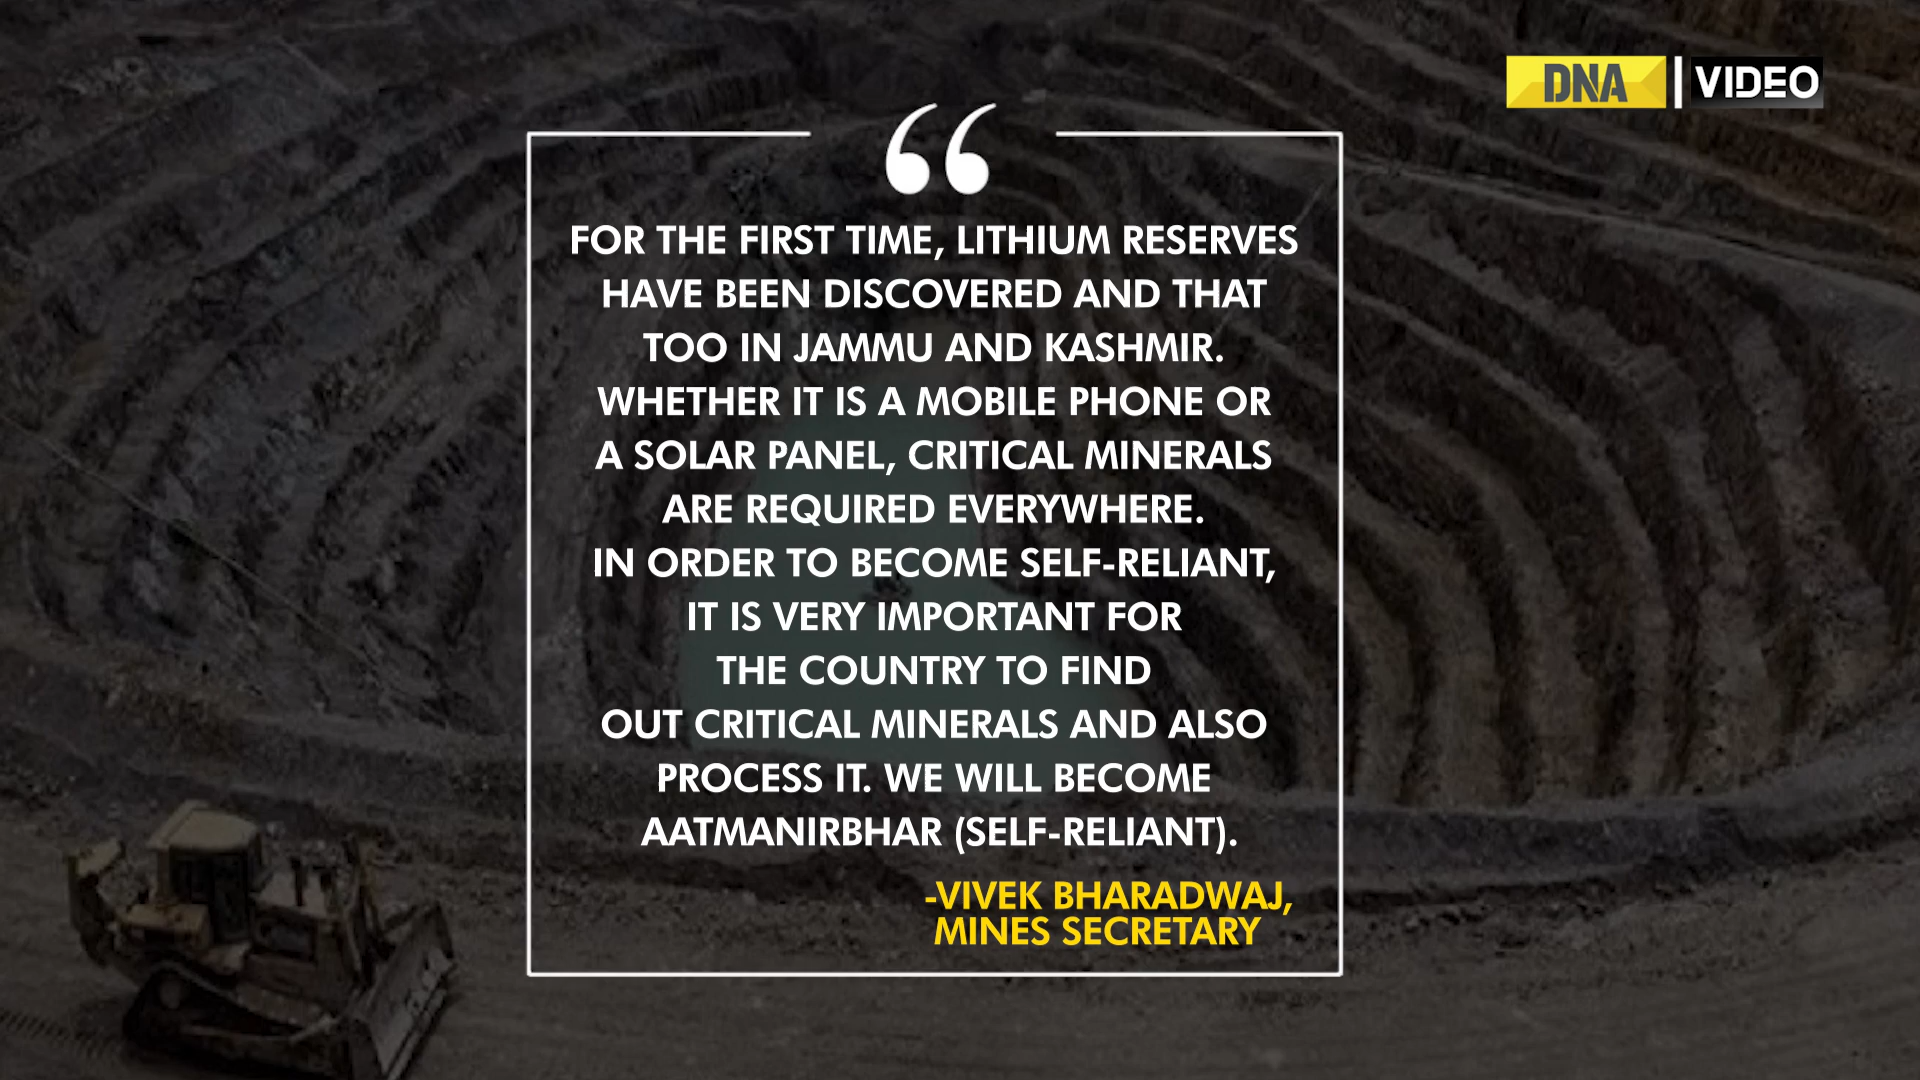 DNA | VIDEO
“
FOR THE FIRST TIME, LITHIUM RESERVES
HAVE BEEN DISCOVERED AND THAT
TOO IN JAMMU AND KASHMIR.
WHETHER IT IS A MOBILE PHONE OR
A SOLAR PANEL, CRITICAL MINERALS
ARE REQUIRED EVERYWHERE.
IN ORDER TO BECOME SELF-RELIANT,
IT IS VERY IMPORTANT FOR
THE COUNTRY TO FIND
OUT CRITICAL MINERALS AND ALSO
PROCESS IT. WE WILL BECOME
AATMANIRBHAR (SELF-RELIANT).
-VIVEK BHARADWAJ,
MINES SECRETARY